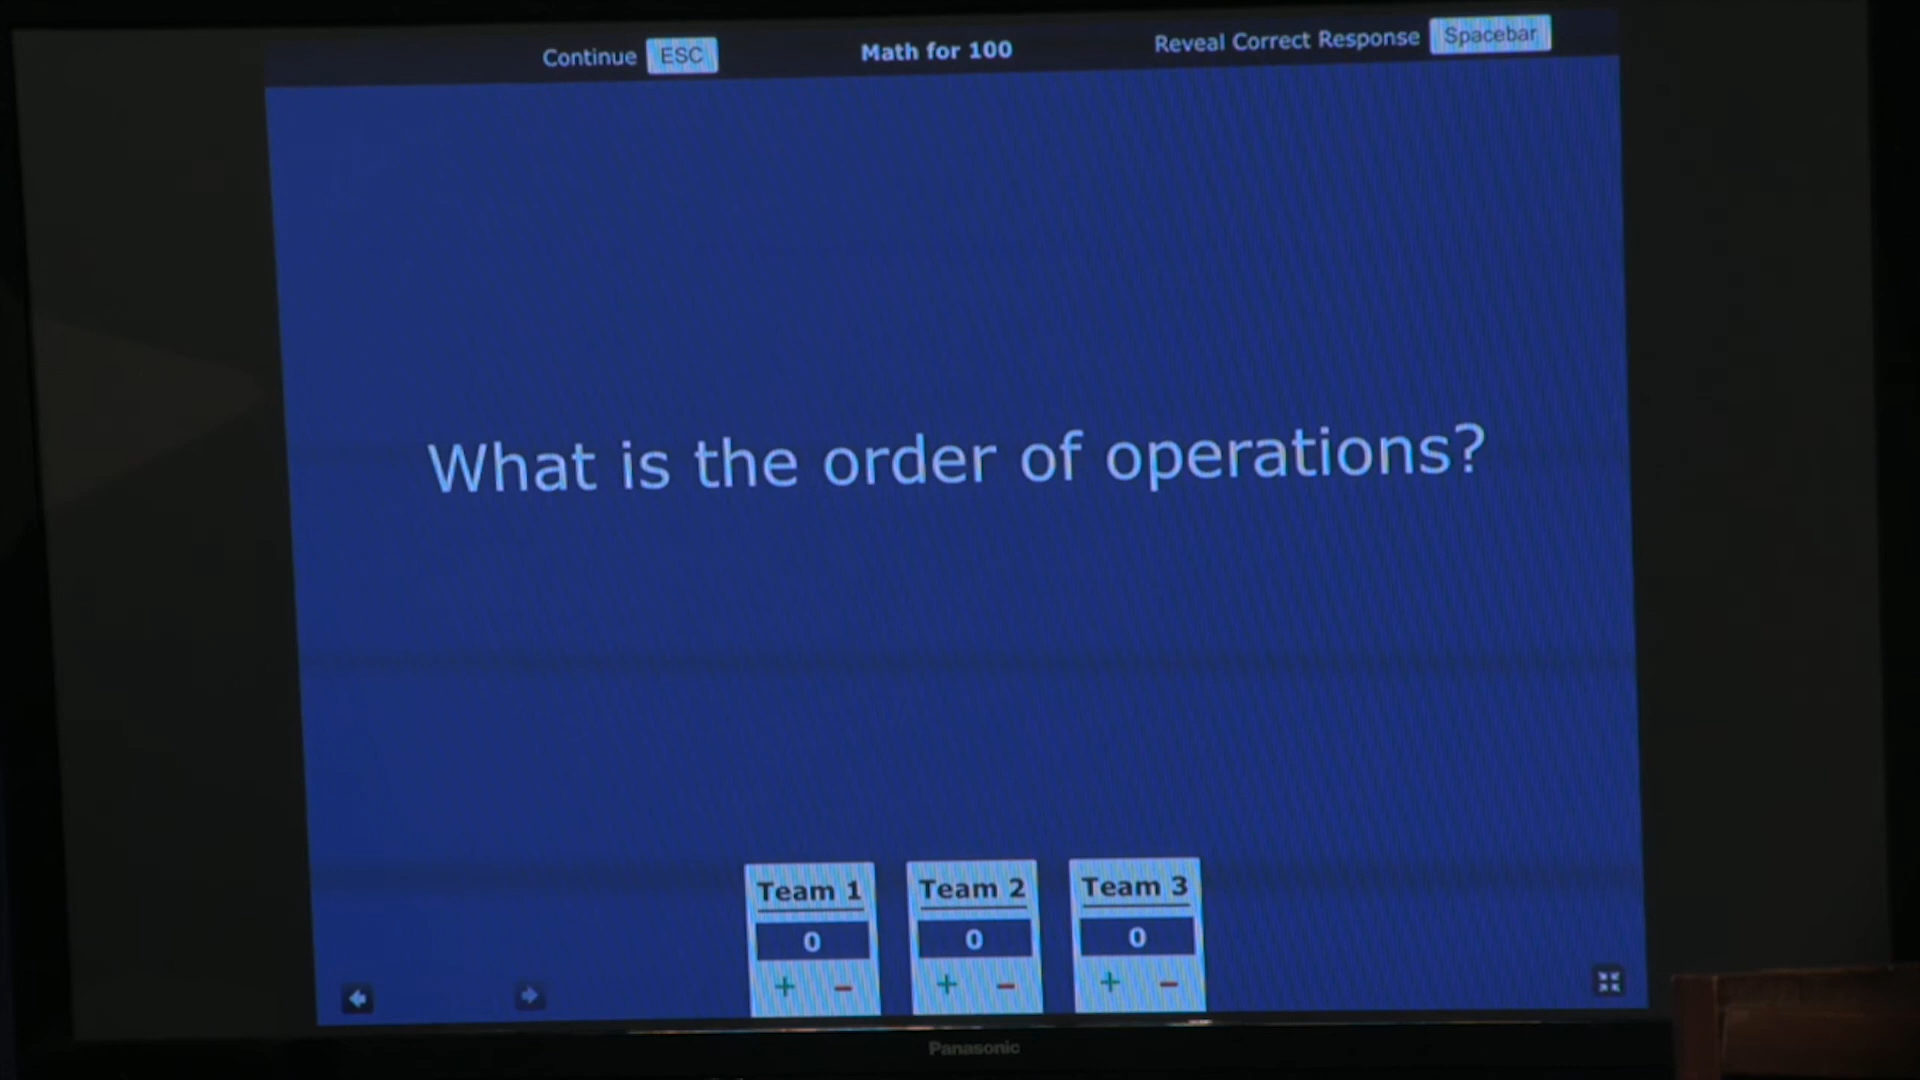 Continue ESC Math for 100 Reveal Correct Response Spacebar
What is the order of operations?
Team 1 Team 2 Team 3
0 0 0
+ − + − + −
Panasonic